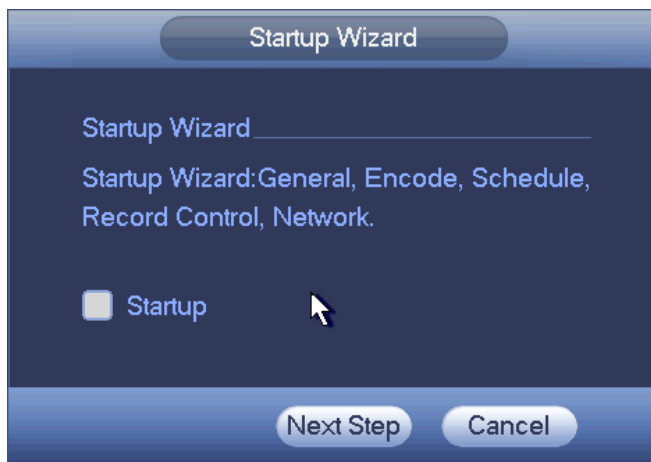 Startup Wizard
Startup Wizard
Startup Wizard:General, Encode, Schedule,
Record Control, Network.
Startup
Next Step Cancel